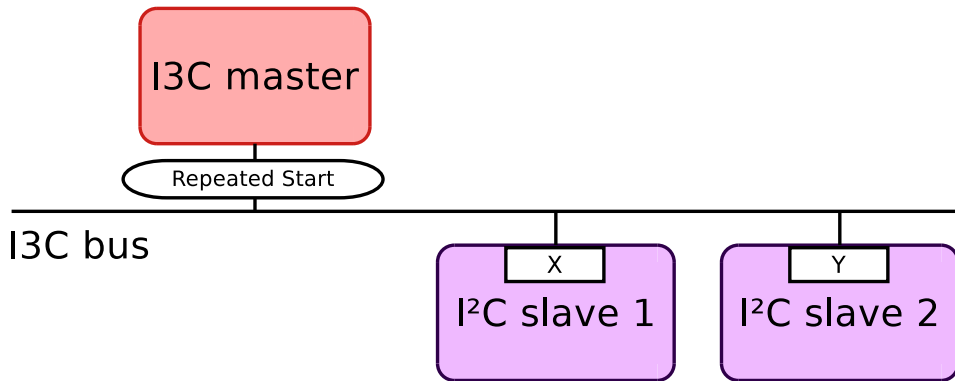 I3C master
Repeated Start
I3C bus
X
Y
I²C slave 1
I²C slave 2